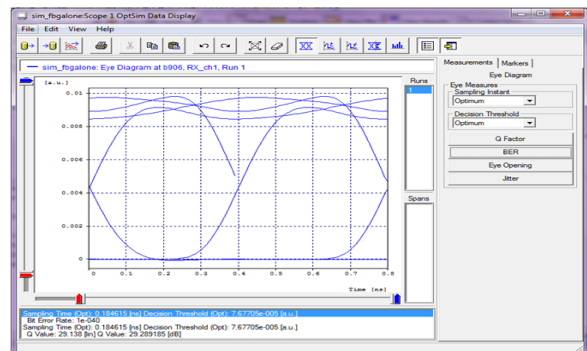 sim_fbgalone:Scope 1 OptSim Data Display
File Edit View Help
sim_fbgalone: Eye Diagram at b906, RX_ch1, Run 1
[a.u.]
0.01
0.008
0.006
0.004
0.002
0
0 0.1 0.2 0.3 0.4 0.5 0.6 0.7 0.8
Time [ns]
Runs
1
Spans
Measurements Markers
Eye Diagram
Eye Measures
Sampling Instant
Optimum
Decision Threshold
Optimum
Q Factor
BER
Eye Opening
Jitter
Sampling Time (Opt): 0.184615 [ns] Decision Threshold (Opt): 7.67705e-005 [a.u.]
Bit Error Rate: 1e-040
Sampling Time (Opt): 0.184615 [ns] Decision Threshold (Opt): 7.67705e-005 [a.u.]
Q Value: 29.138 [lin] Q Value: 29.289185 [dB]